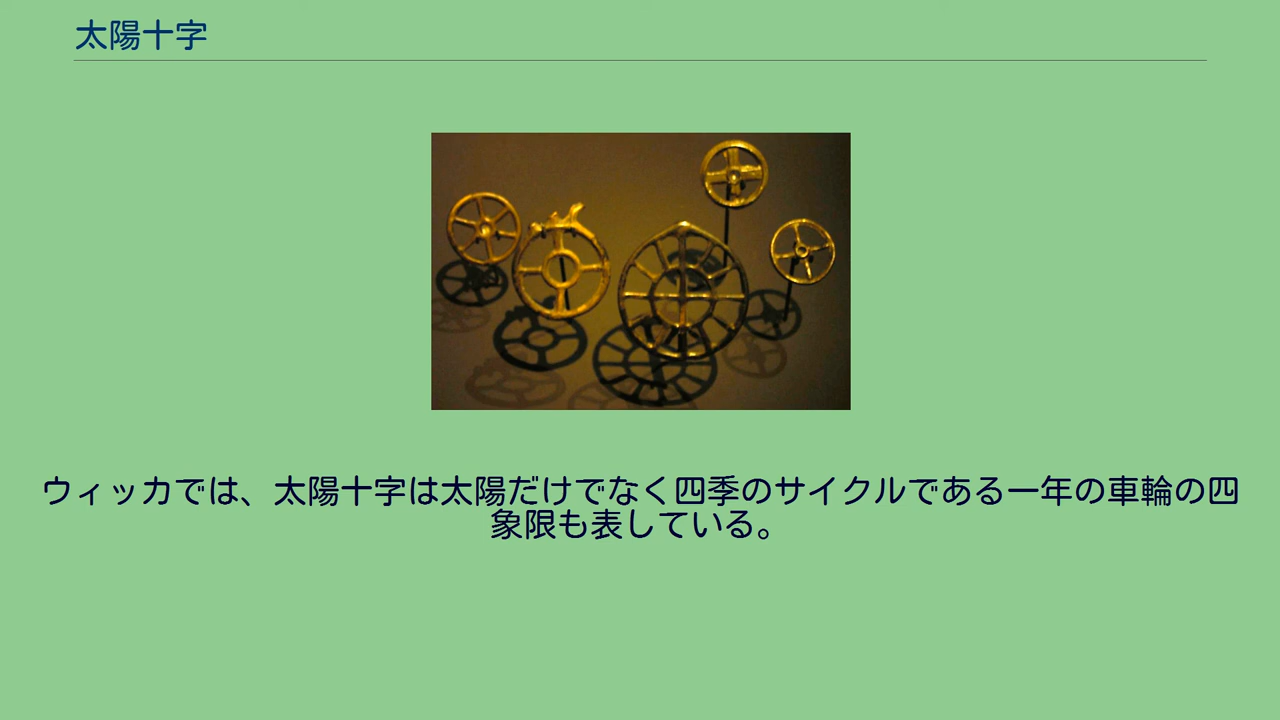 太陽十字
ウィッカでは、太陽十字は太陽だけでなく四季のサイクルである一年の車輪の四
象限も表している。